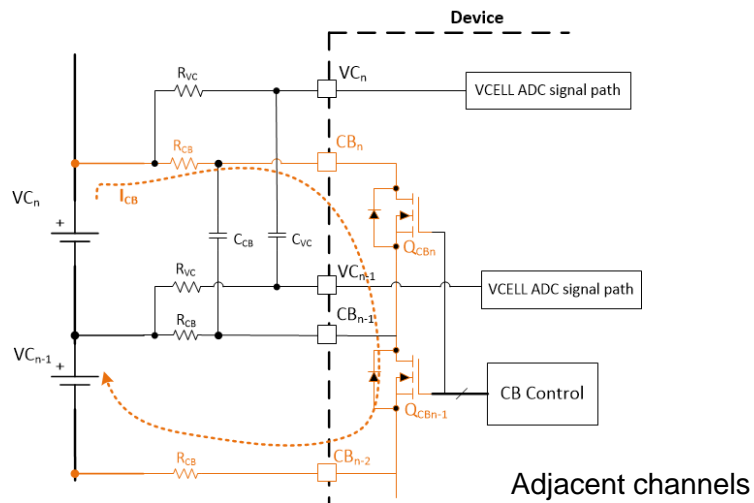 Device
VCn
RVC
VCELL ADC signal path
CBn
RCB
VCn
ICB
+
QCBn
CCB
CVC
VCn-1
RVC
VCELL ADC signal path
CBn-1
RCB
VCn-1
+
CB Control
QCBn-1
CBn-2
RCB
Adjacent channels